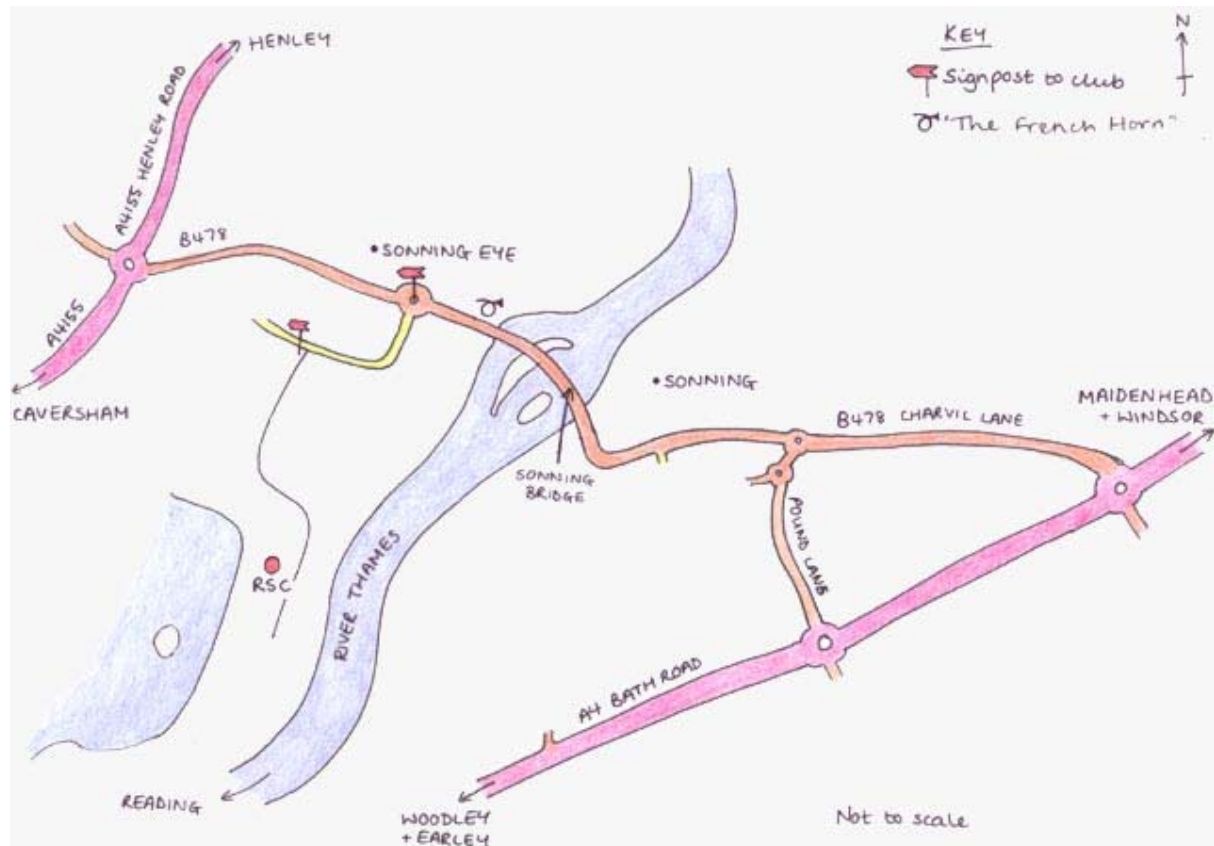 HENLEY
KEY
N
Signpost to club
"The French Horn"
A4155 HENLEY ROAD
B478
SONNING EYE
A4155
CAVERSHAM
SONNING
B478 CHARVIL LANE
MAIDENHEAD
+ WINDSOR
SONNING
BRIDGE
POUND LANE
RSC
RIVER THAMES
A4 BATH ROAD
READING
WOODLEY
+ EARLEY
Not to scale